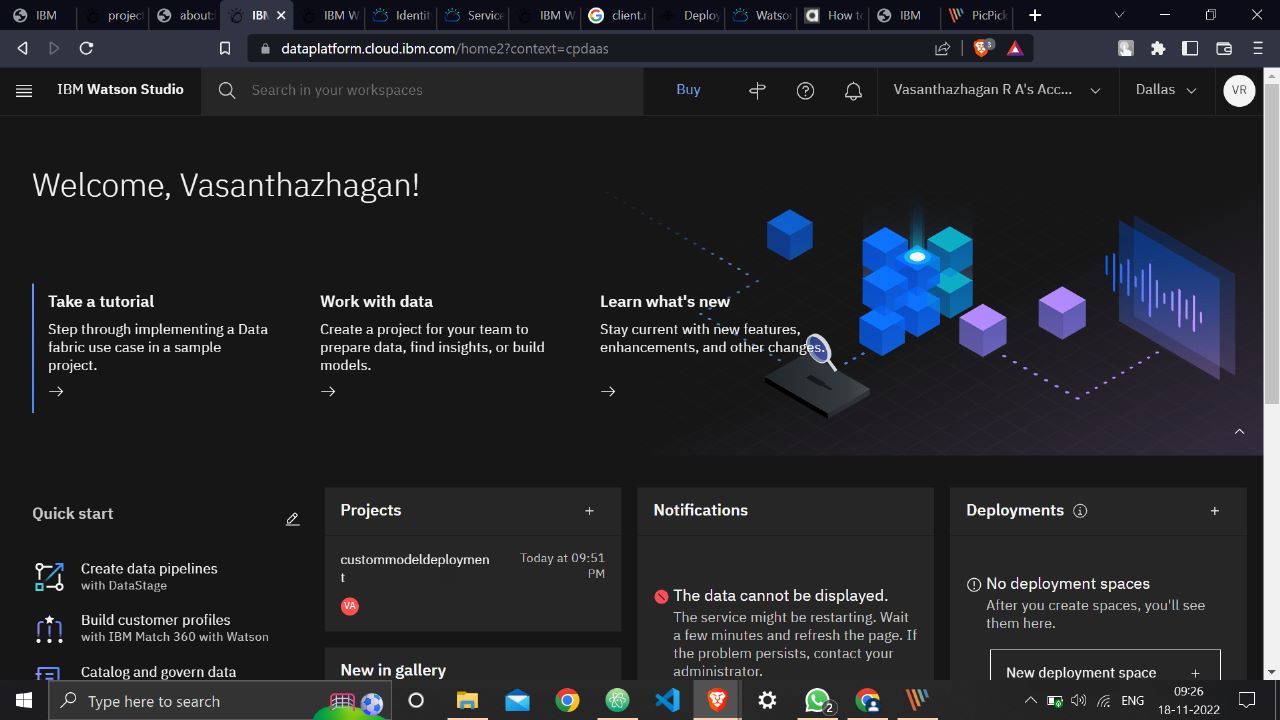 IBM
project
about:
IBM
IBM W
Identity
Service
IBM W
client.r
Deploy
Watson
How to
IBM
PicPick
dataplatform.cloud.ibm.com/home2?context=cpdaas
3
IBM Watson Studio
Search in your workspaces
Buy
Vasanthazhagan R A's Acc...
Dallas
VR
Welcome, Vasanthazhagan!
Take a tutorial
Step through implementing a Data
fabric use case in a sample
project.
Work with data
Create a project for your team to
prepare data, find insights, or build
models.
Learn what's new
Stay current with new features,
enhancements, and other changes.
Quick start
Create data pipelines
with DataStage
Build customer profiles
with IBM Match 360 with Watson
Catalog and govern data
Projects
custommodeldeploymen
t
Today at 09:51
PM
VA
New in gallery
Notifications
The data cannot be displayed.
The service might be restarting. Wait
a few minutes and refresh the page. If
the problem persists, contact your
administrator.
Deployments
No deployment spaces
After you create spaces, you'll see
them here.
New deployment space
Type here to search
2
ENG
09:26
18-11-2022